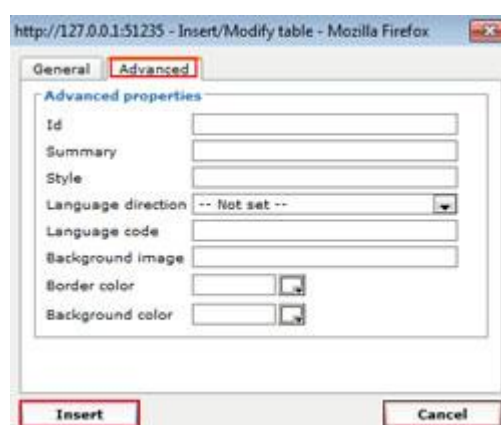 http://127.0.0.1:51235 - Insert/Modify table - Mozilla Firefox
General Advanced
Advanced properties
Id
Summary
Style
Language direction -- Not set --
Language code
Background image
Border color
Background color
Insert Cancel